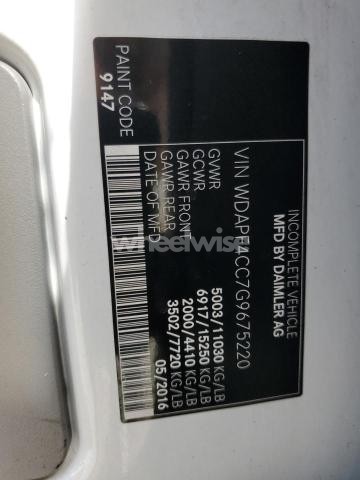 INCOMPLETE VEHICLE
MFD BY DAIMLER AG
VIN WDAPF4CC7G9675220
GVWR 5003/11030 KG/LB
GCWR 6917/15250 KG/LB
GAWR FRONT 2000/4410 KG/LB
GAWR REAR 3502/7720 KG/LB
DATE OF MFD 05/2016
PAINT CODE
9147
wheelwise